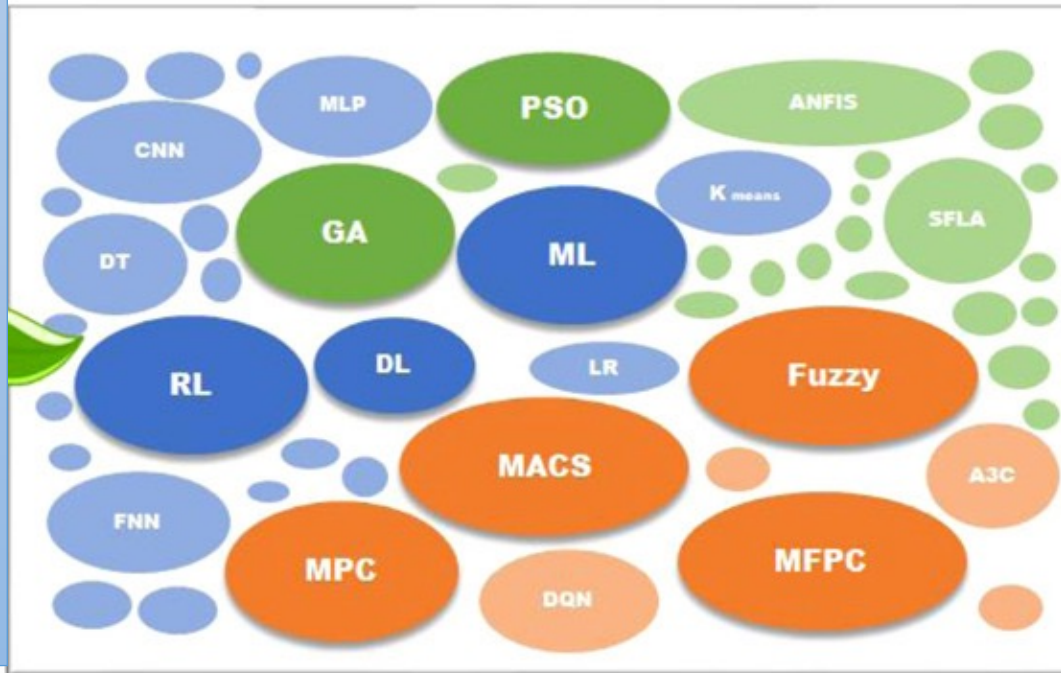 MLP
PSO
ANFIS
CNN
K means
GA
SFLA
ML
DT
DL
LR
Fuzzy
RL
MACS
A3C
FNN
MPC
MFPC
DQN